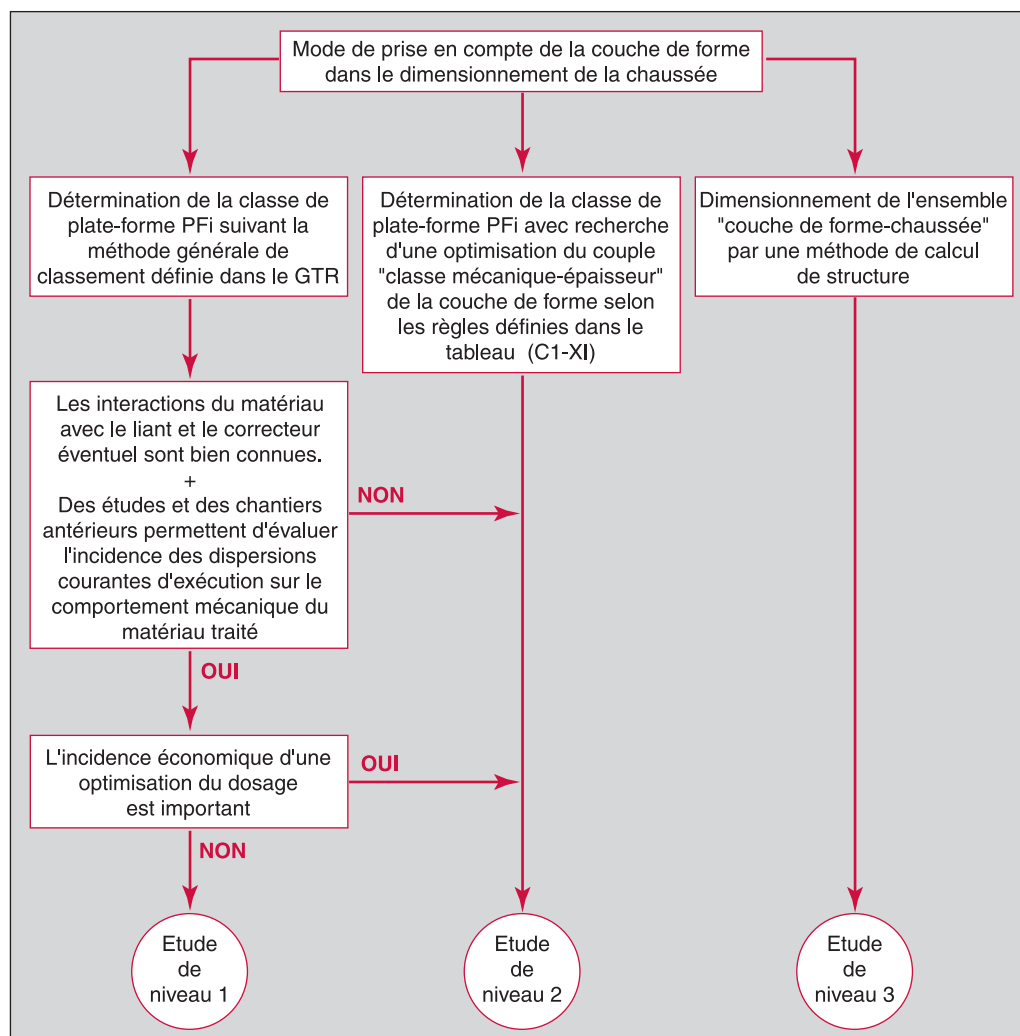 Mode de prise en compte de la couche de forme
dans le dimensionnement de la chaussée
Détermination de la classe de
plate-forme PFi suivant la
méthode générale de
classement définie dans le GTR
Détermination de la classe de
plate-forme PFi avec recherche
d'une optimisation du couple
"classe mécanique-épaisseur"
de la couche de forme selon
les règles définies dans le
tableau (C1-XI)
Dimensionnement de l'ensemble
"couche de forme-chaussée"
par une méthode de calcul
de structure
Les interactions du matériau
avec le liant et le correcteur
éventuel sont bien connues.
+
Des études et des chantiers
antérieurs permettent d'évaluer
l'incidence des dispersions
courantes d'exécution sur le
comportement mécanique du
matériau traité
NON
OUI
L'incidence économique d'une
optimisation du dosage
est important
OUI
NON
Etude
de
niveau 1
Etude
de
niveau 2
Etude
de
niveau 3